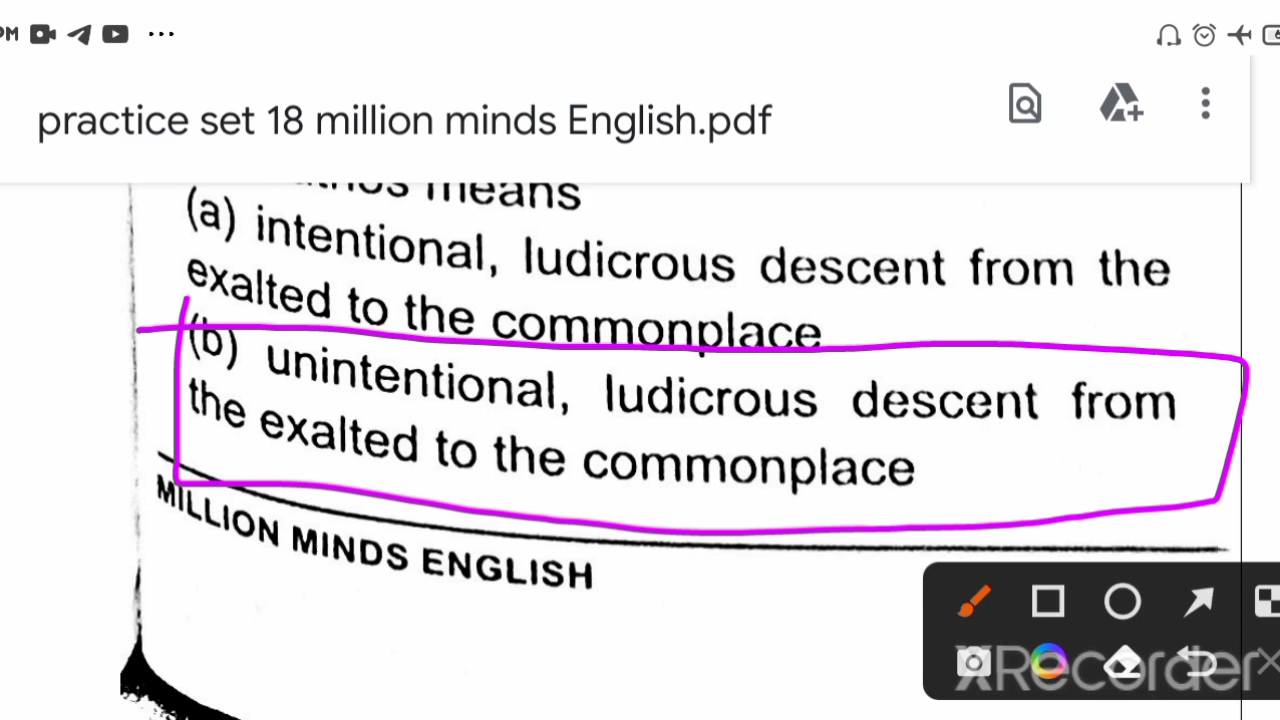 PM
practice set 18 million minds English.pdf
means
(a) intentional, ludicrous descent from the
exalted to the commonplace
(b) unintentional, ludicrous descent from
the exalted to the commonplace
MILLION MINDS ENGLISH
XRecorder